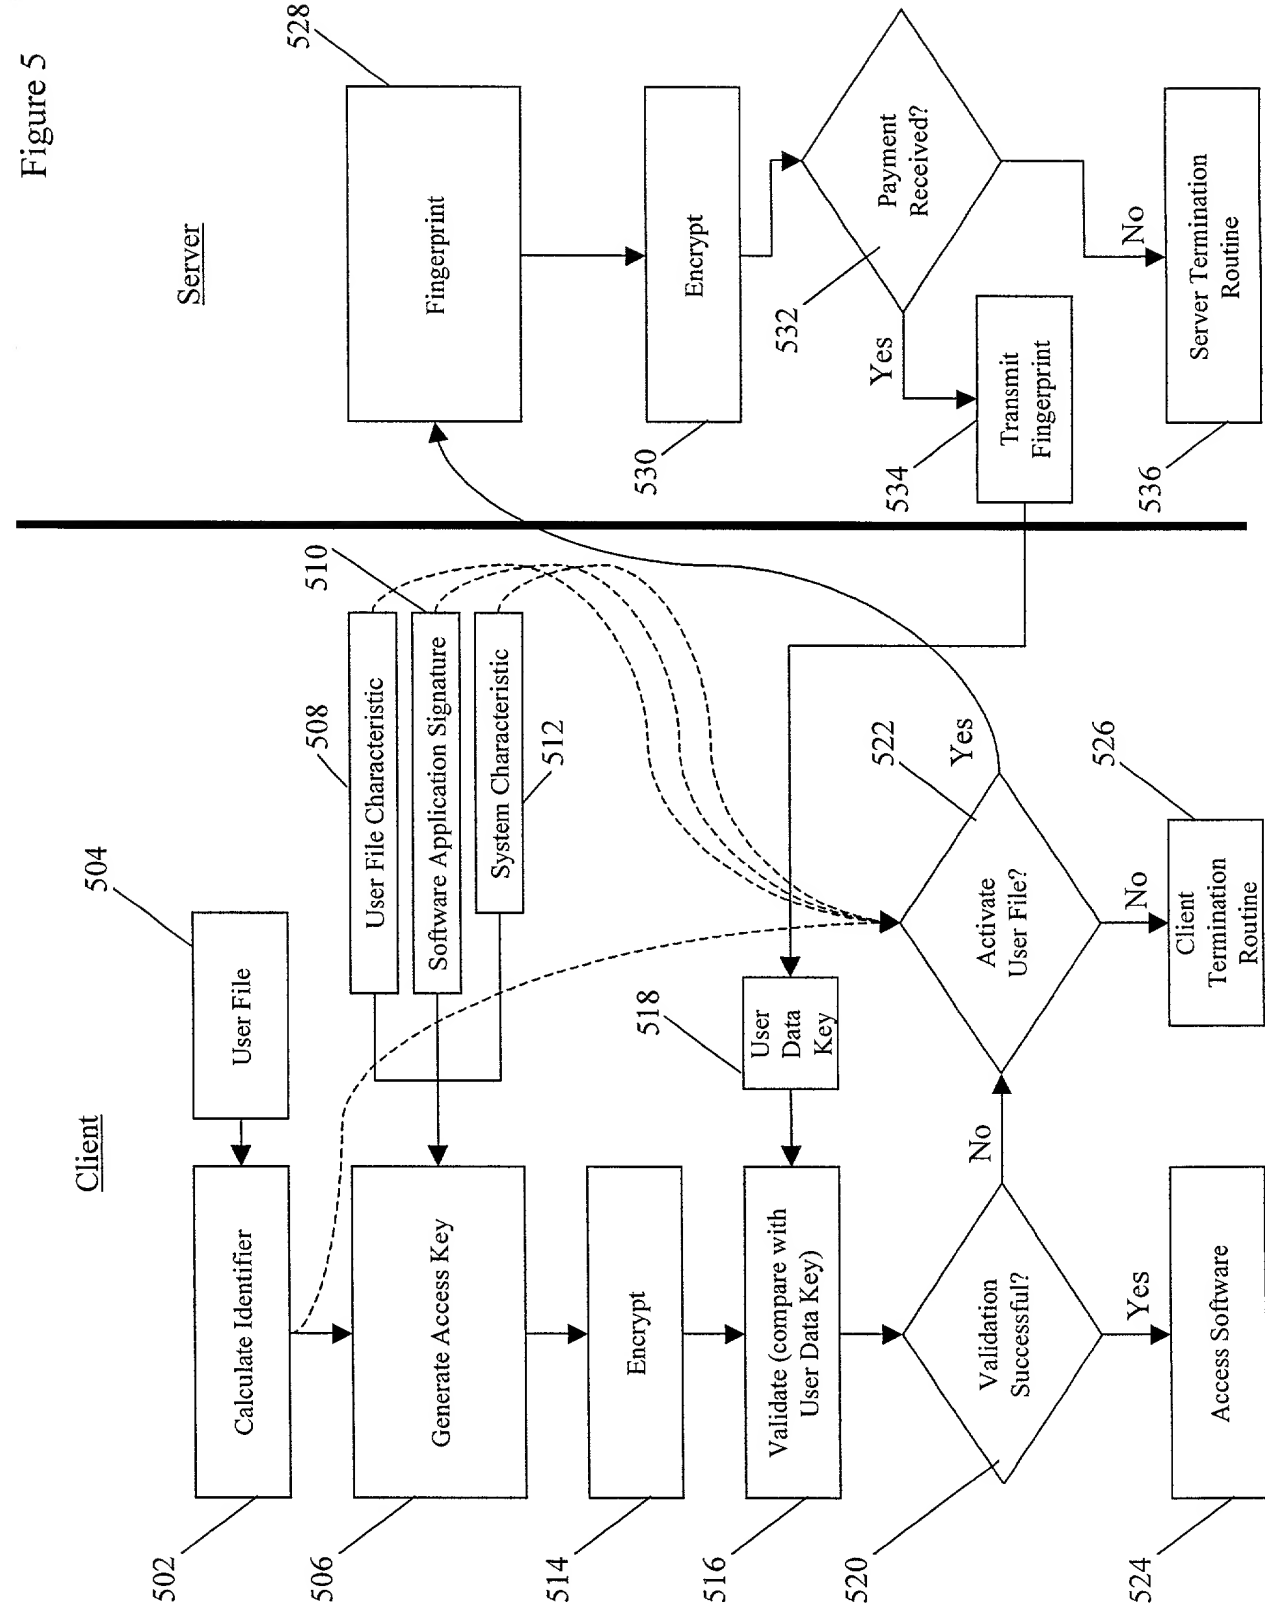 Figure 5
Client
Server
504
User File
502
Calculate Identifier
508
User File Characteristic
510
Software Application Signature
512
System Characteristic
506
Generate Access Key
514
Encrypt
516
Validate (compare with
User Data Key)
518
User
Data
Key
520
Validation
Successful?
No
Yes
524
Access Software
522
Activate
User File?
Yes
No
526
Client
Termination
Routine
528
Fingerprint
530
Encrypt
532
Payment
Received?
Yes
No
534
Transmit
Fingerprint
536
Server Termination
Routine